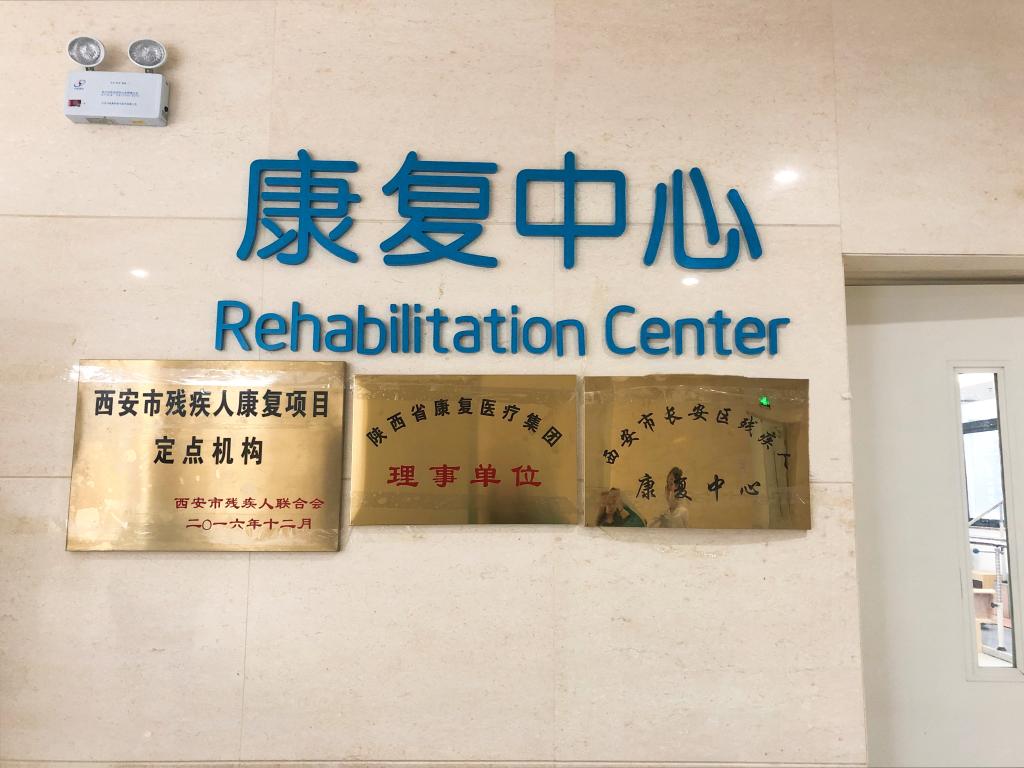 康复中心
Rehabilitation Center
西安市残疾人康复项目
定点机构
西安市残疾人联合会
二〇一六年十二月
陕西省康复医疗集团
理事单位
西安市长安区残疾人
康复中心